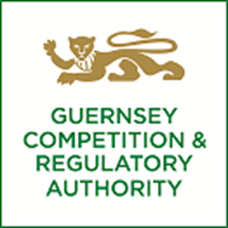 GUERNSEY
COMPETITION &
REGULATORY
AUTHORITY